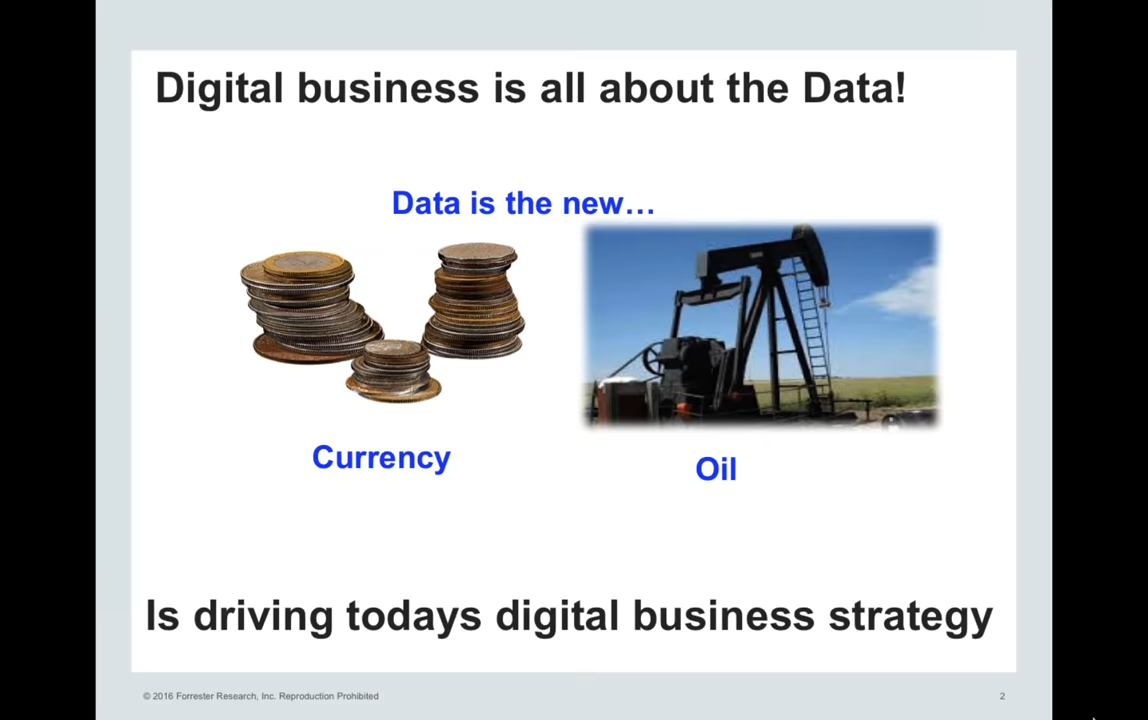 Digital business is all about the Data!
Data is the new…
Currency
Oil
Is driving todays digital business strategy
© 2016 Forrester Research, Inc. Reproduction Prohibited
2